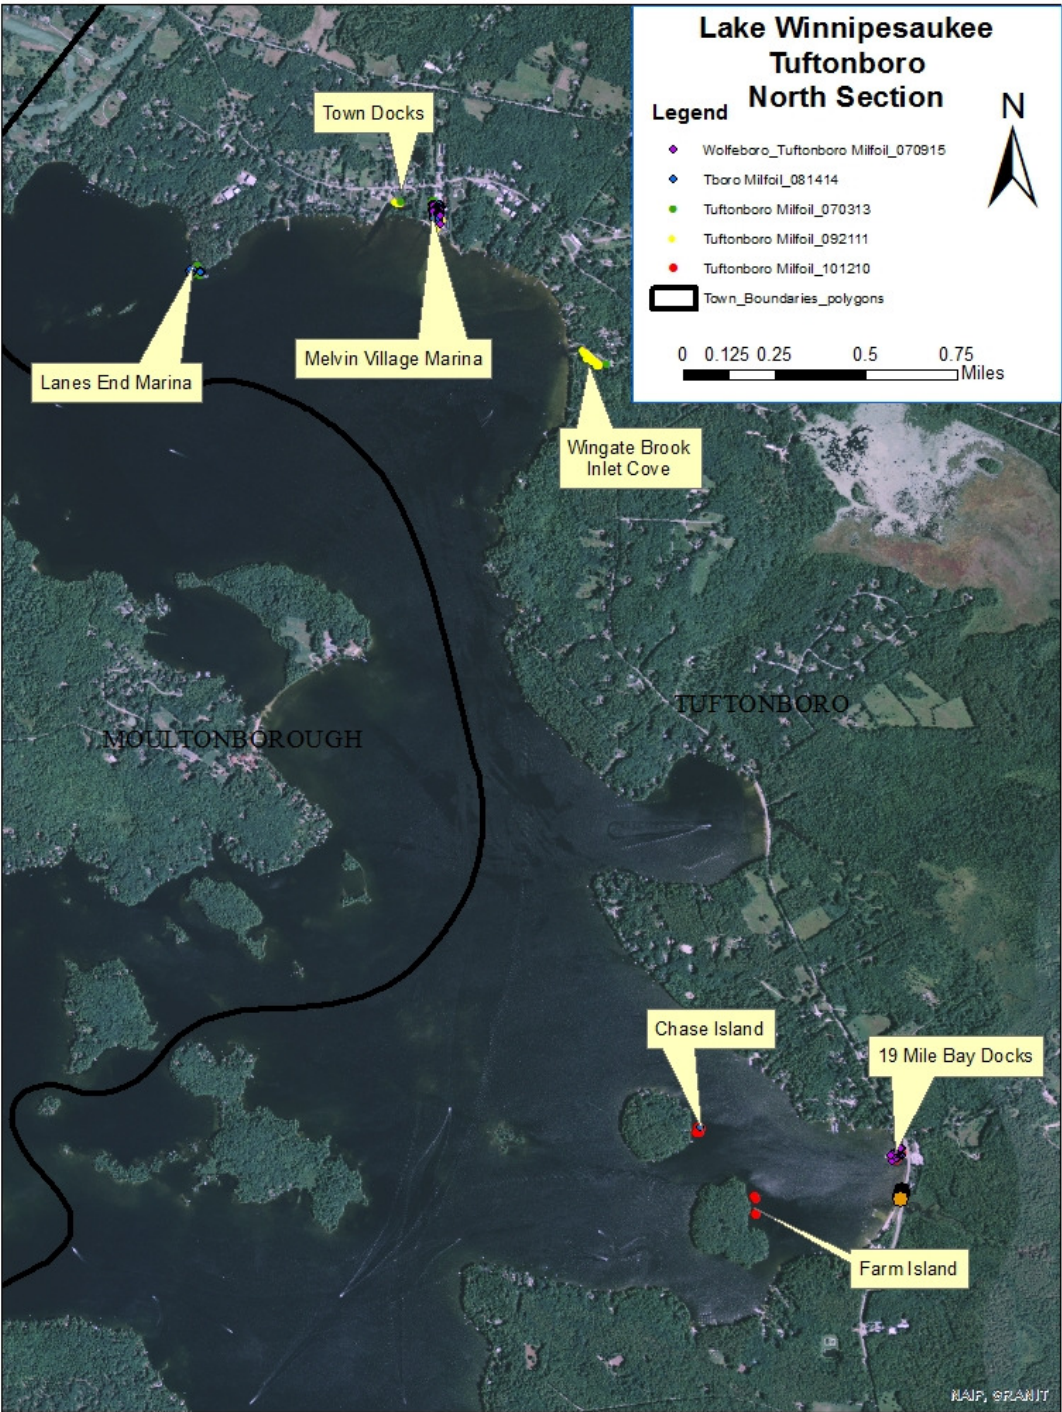 Lake Winnipesaukee
Tuftonboro
North Section
Legend
N
Wolfeboro_Tuftonboro Milfoil_070915
Tboro Milfoil_081414
Tuftonboro Milfoil_070313
Tuftonboro Milfoil_092111
Tuftonboro Milfoil_101210
Town_Boundaries_polygons
0 0.125 0.25 0.5 0.75
Miles
Town Docks
Melvin Village Marina
Lanes End Marina
Wingate Brook
Inlet Cove
TUFTONBORO
MOULTONBOROUGH
Chase Island
19 Mile Bay Docks
Farm Island
NAIP, GRANIT